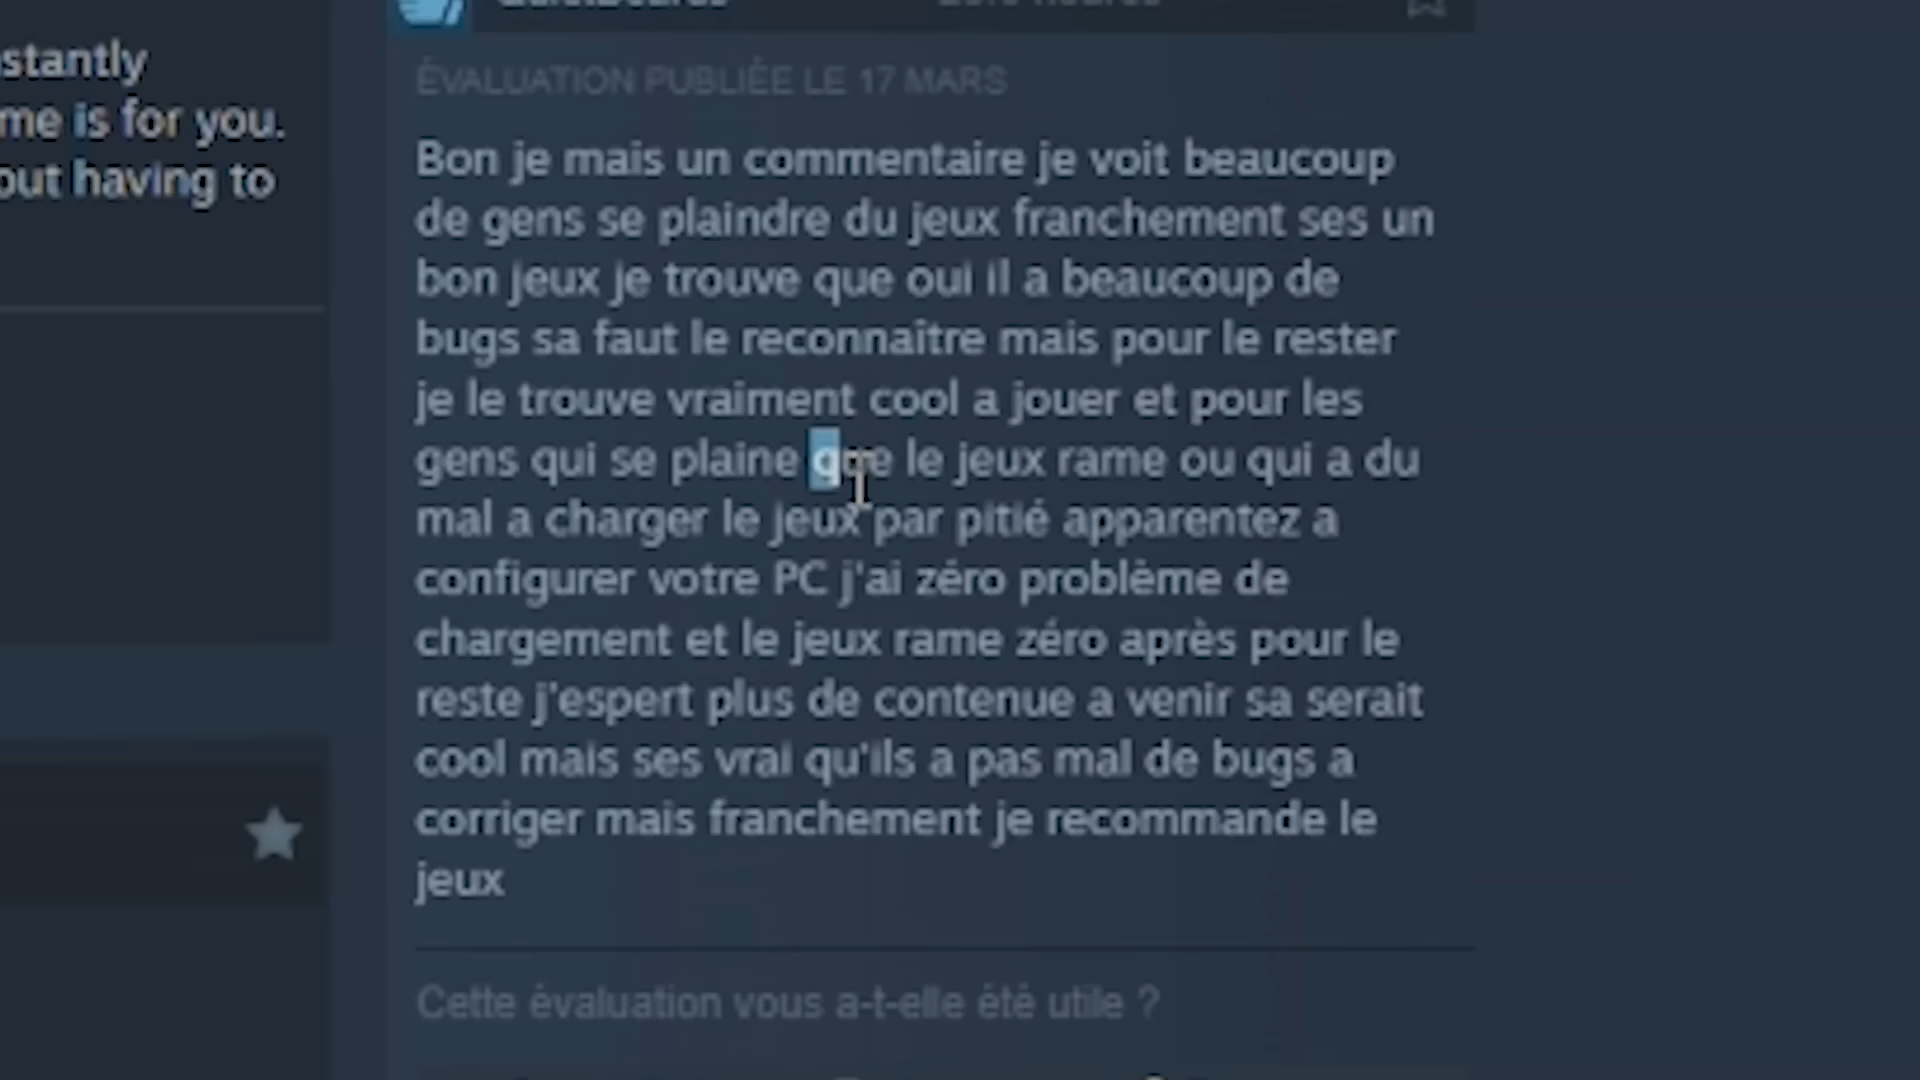 stantly
me is for you.
out having to
ÉVALUATION PUBLIÉE LE 17 MARS
Bon je mais un commentaire je voit beaucoup
de gens se plaindre du jeux franchement ses un
bon jeux je trouve que oui il a beaucoup de
bugs sa faut le reconnaître mais pour le rester
je le trouve vraiment cool a jouer et pour les
gens qui se plaine que le jeux rame ou qui a du
mal a charger le jeux par pitié apparentez a
configurer votre PC j'ai zéro problème de
chargement et le jeux rame zéro après pour le
reste j'espert plus de contenue a venir sa serait
cool mais ses vrai qu'ils a pas mal de bugs a
corriger mais franchement je recommande le
jeux
Cette évaluation vous a-t-elle été utile ?